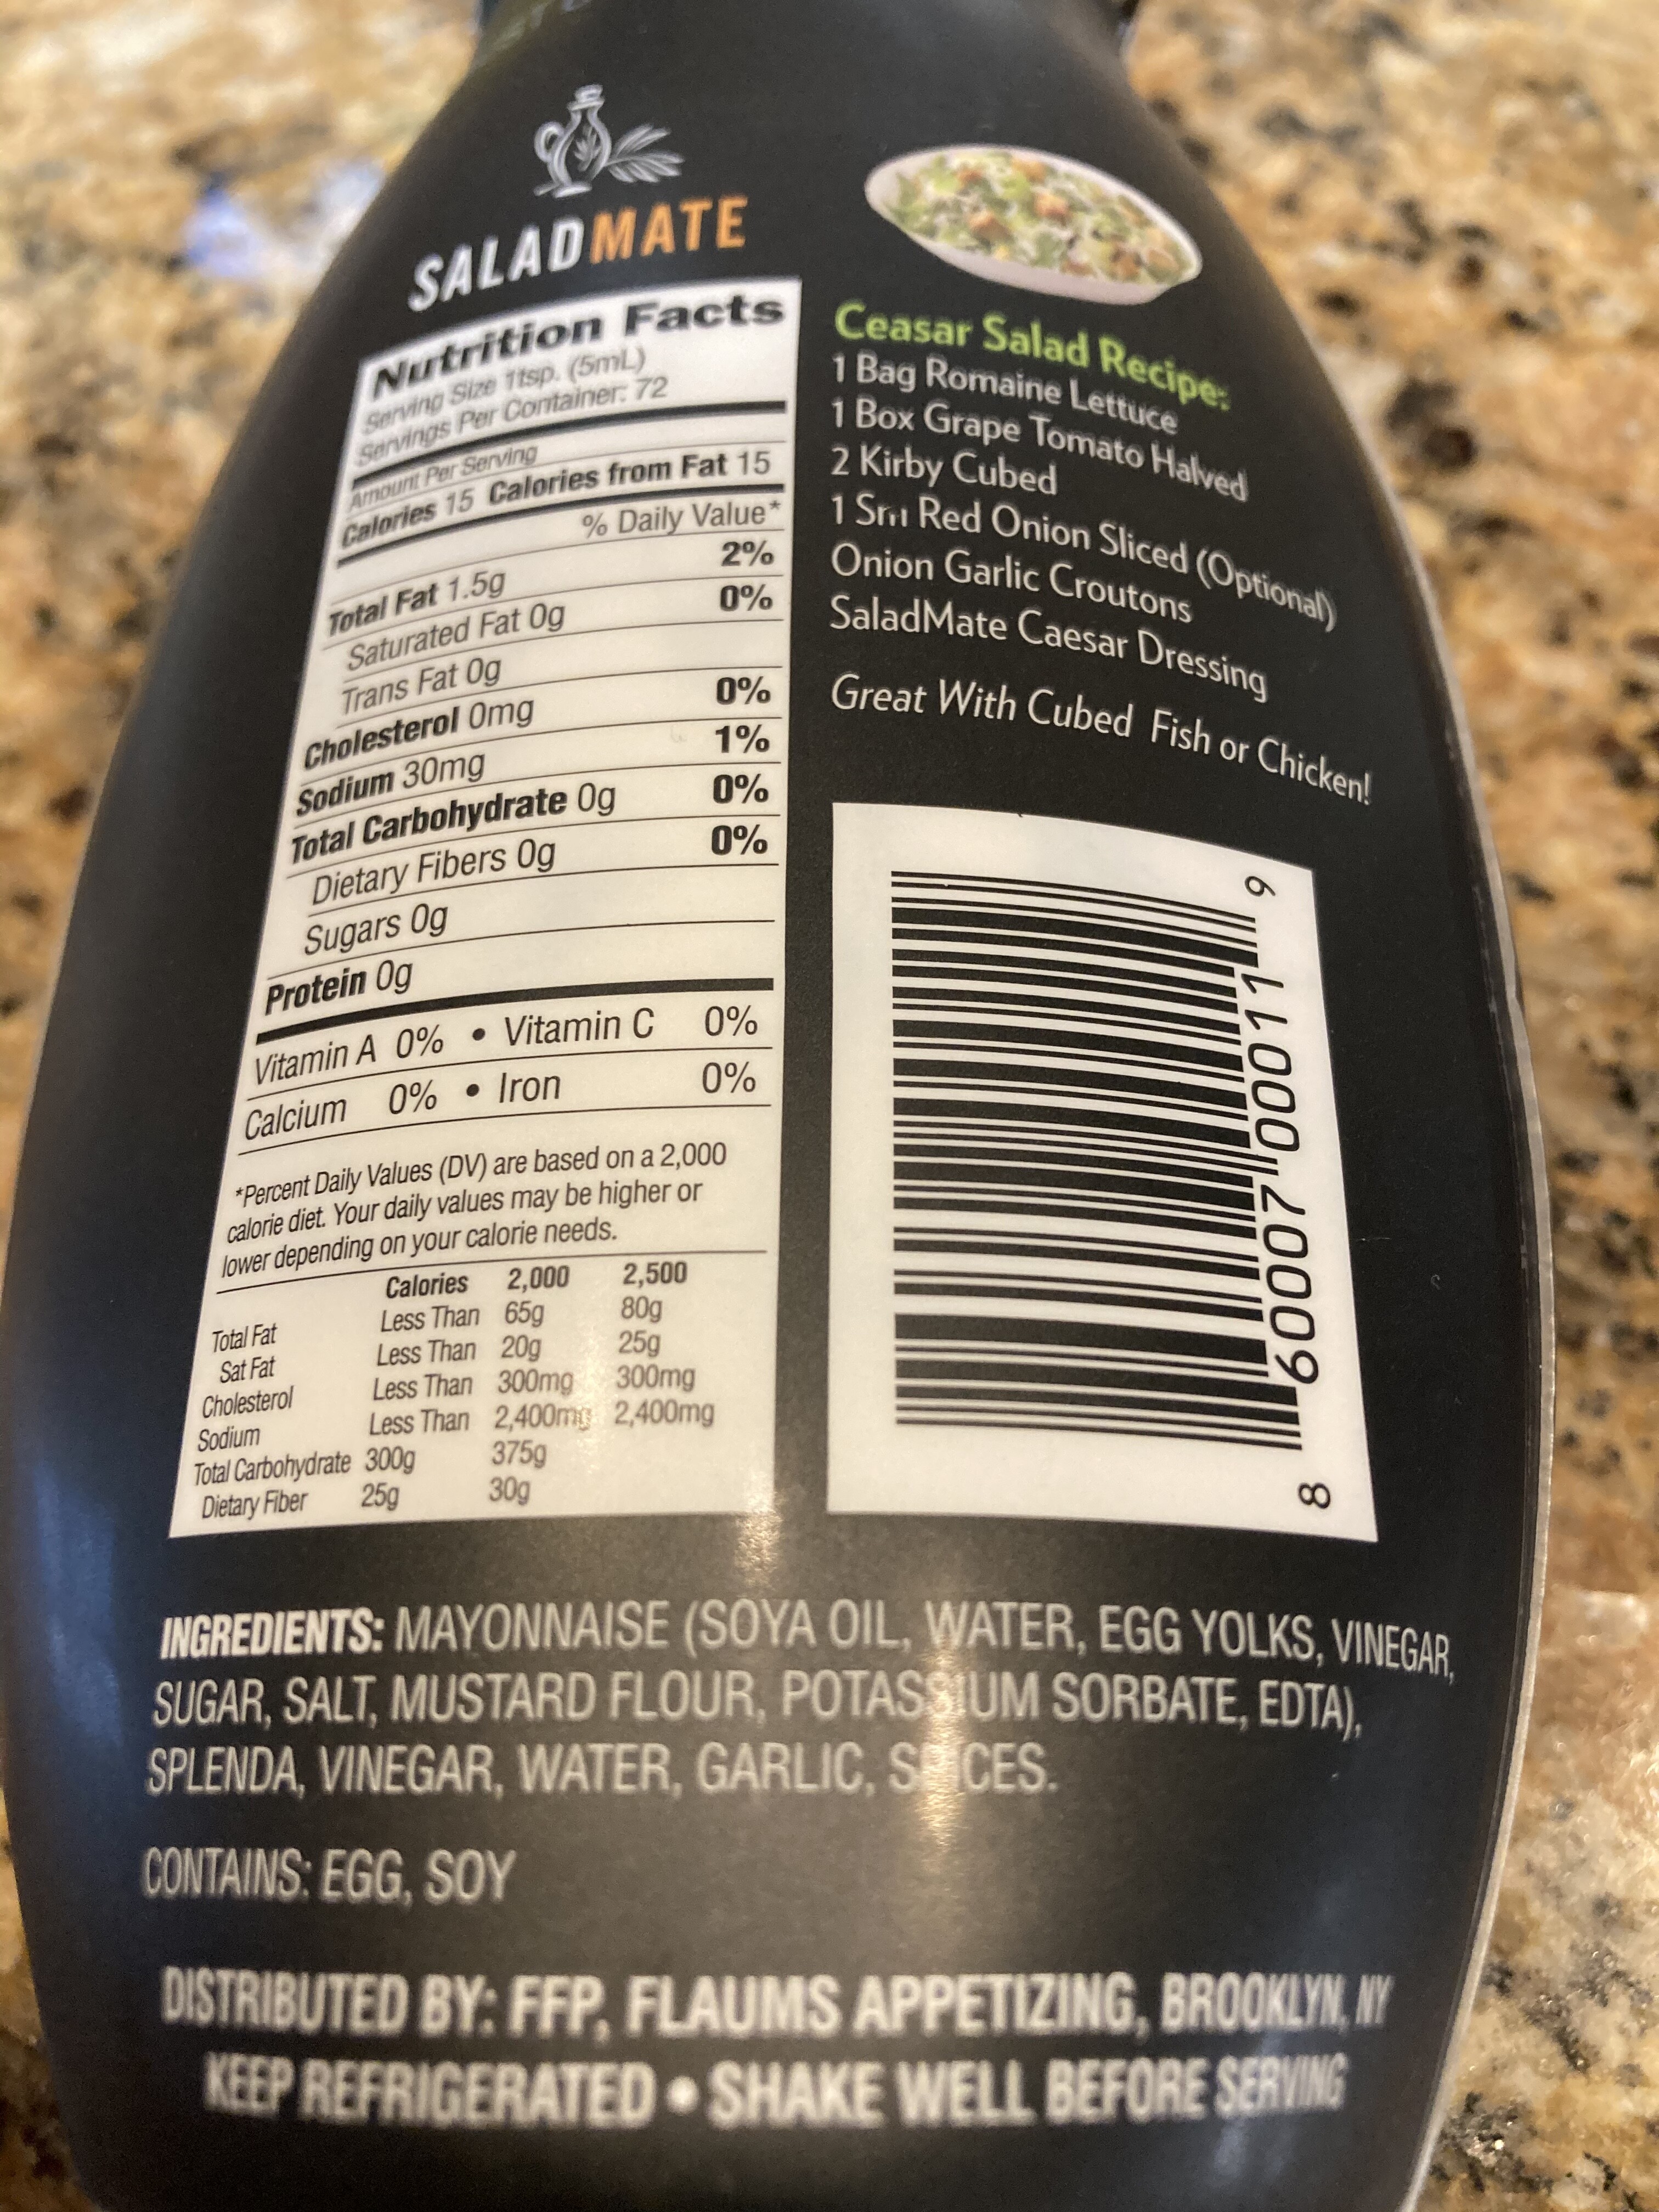 SALADMATE
Nutrition Facts
Serving Size 1tsp. (5mL)
Servings Per Container: 72
Amount Per Serving
Calories 15 Calories from Fat 15
% Daily Value*
Total Fat 1.5g 2%
Saturated Fat 0g 0%
Trans Fat 0g
Cholesterol 0mg 0%
Sodium 30mg 1%
Total Carbohydrate 0g 0%
Dietary Fibers 0g 0%
Sugars 0g
Protein 0g
Vitamin A 0% • Vitamin C 0%
Calcium 0% • Iron 0%
*Percent Daily Values (DV) are based on a 2,000
calorie diet. Your daily values may be higher or
lower depending on your calorie needs.
Calories 2,000 2,500
Total Fat Less Than 65g 80g
Sat Fat Less Than 20g 25g
Cholesterol Less Than 300mg 300mg
Sodium Less Than 2,400mg 2,400mg
Total Carbohydrate 300g 375g
Dietary Fiber 25g 30g
Ceasar Salad Recipe:
1 Bag Romaine Lettuce
1 Box Grape Tomato Halved
2 Kirby Cubed
1 Sm Red Onion Sliced (Optional)
Onion Garlic Croutons
SaladMate Caesar Dressing
Great With Cubed Fish or Chicken!
8 60007 00011 9
INGREDIENTS: MAYONNAISE (SOYA OIL, WATER, EGG YOLKS, VINEGAR,
SUGAR, SALT, MUSTARD FLOUR, POTASSIUM SORBATE, EDTA),
SPLENDA, VINEGAR, WATER, GARLIC, SPICES.
CONTAINS: EGG, SOY
DISTRIBUTED BY: FFP, FLAUMS APPETIZING, BROOKLYN, NY
KEEP REFRIGERATED • SHAKE WELL BEFORE SERVING